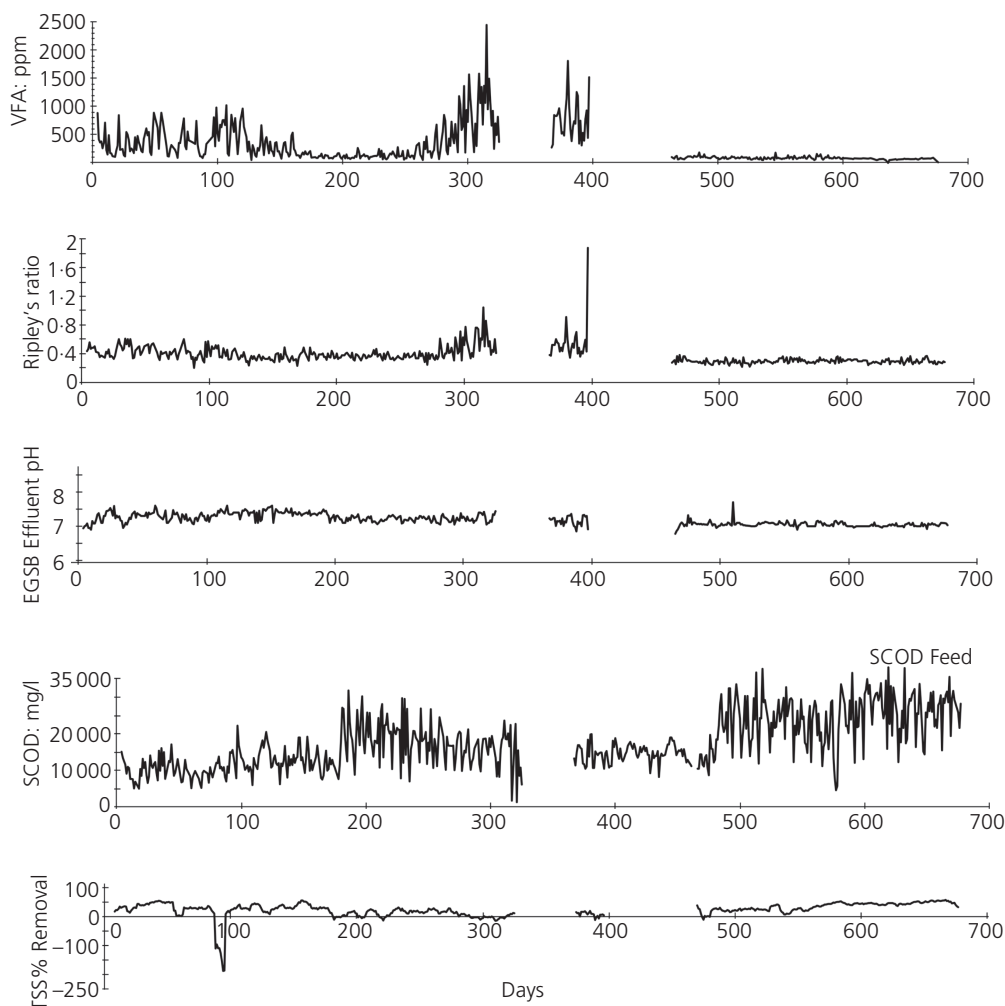 VFA: ppm
2500
2000
1500
1000
500
0 100 200 300 400 500 600 700
Ripley's ratio
2
1·6
1·2
0·8
0·4
0
0 100 200 300 400 500 600 700
EGSB Effluent pH
8
7
6
0 100 200 300 400 500 600 700
SCOD Feed
SCOD: mg/l
35 000
20 000
10 000
0
0 100 200 300 400 500 600 700
TSS% Removal
100
0
−100
−250
0 100 200 300 400 500 600 700
Days